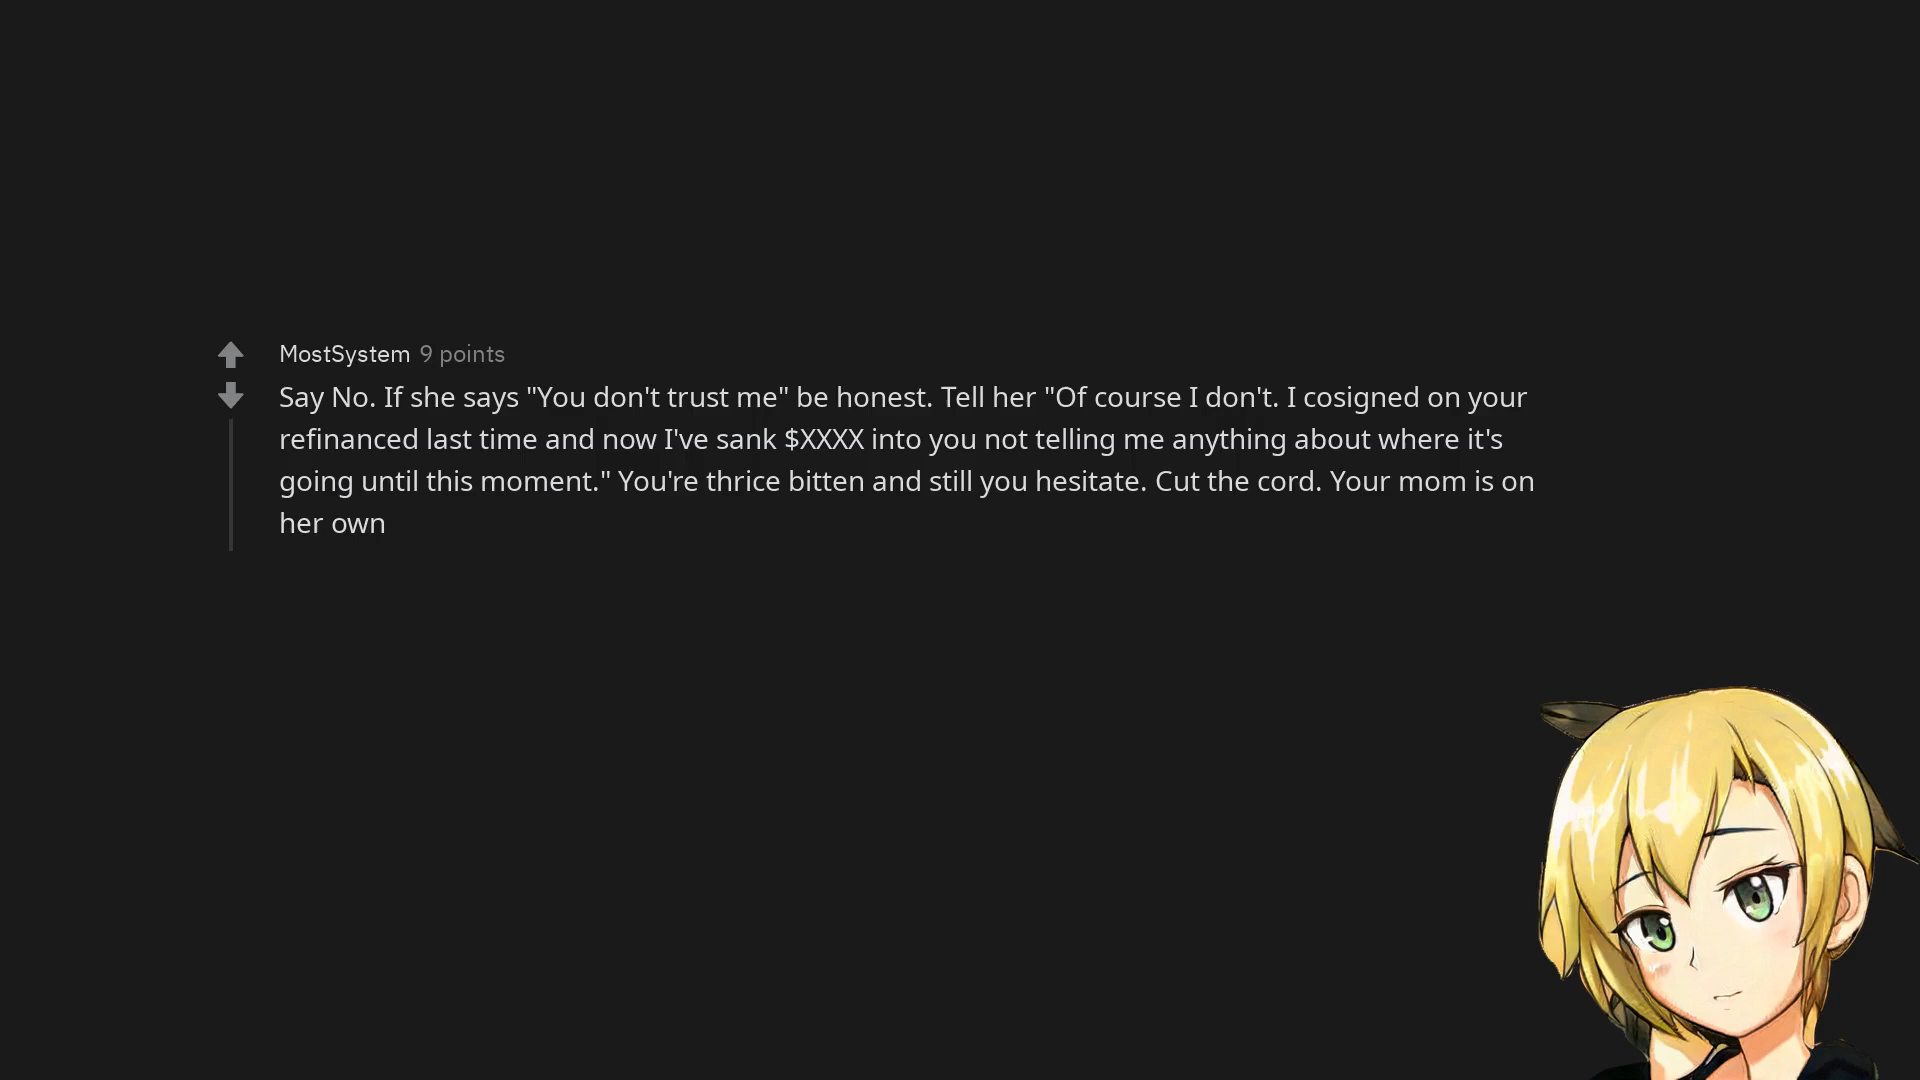 MostSystem 9 points
Say No. If she says "You don't trust me" be honest. Tell her "Of course I don't. I cosigned on your
refinanced last time and now I've sank $XXXX into you not telling me anything about where it's
going until this moment." You're thrice bitten and still you hesitate. Cut the cord. Your mom is on
her own